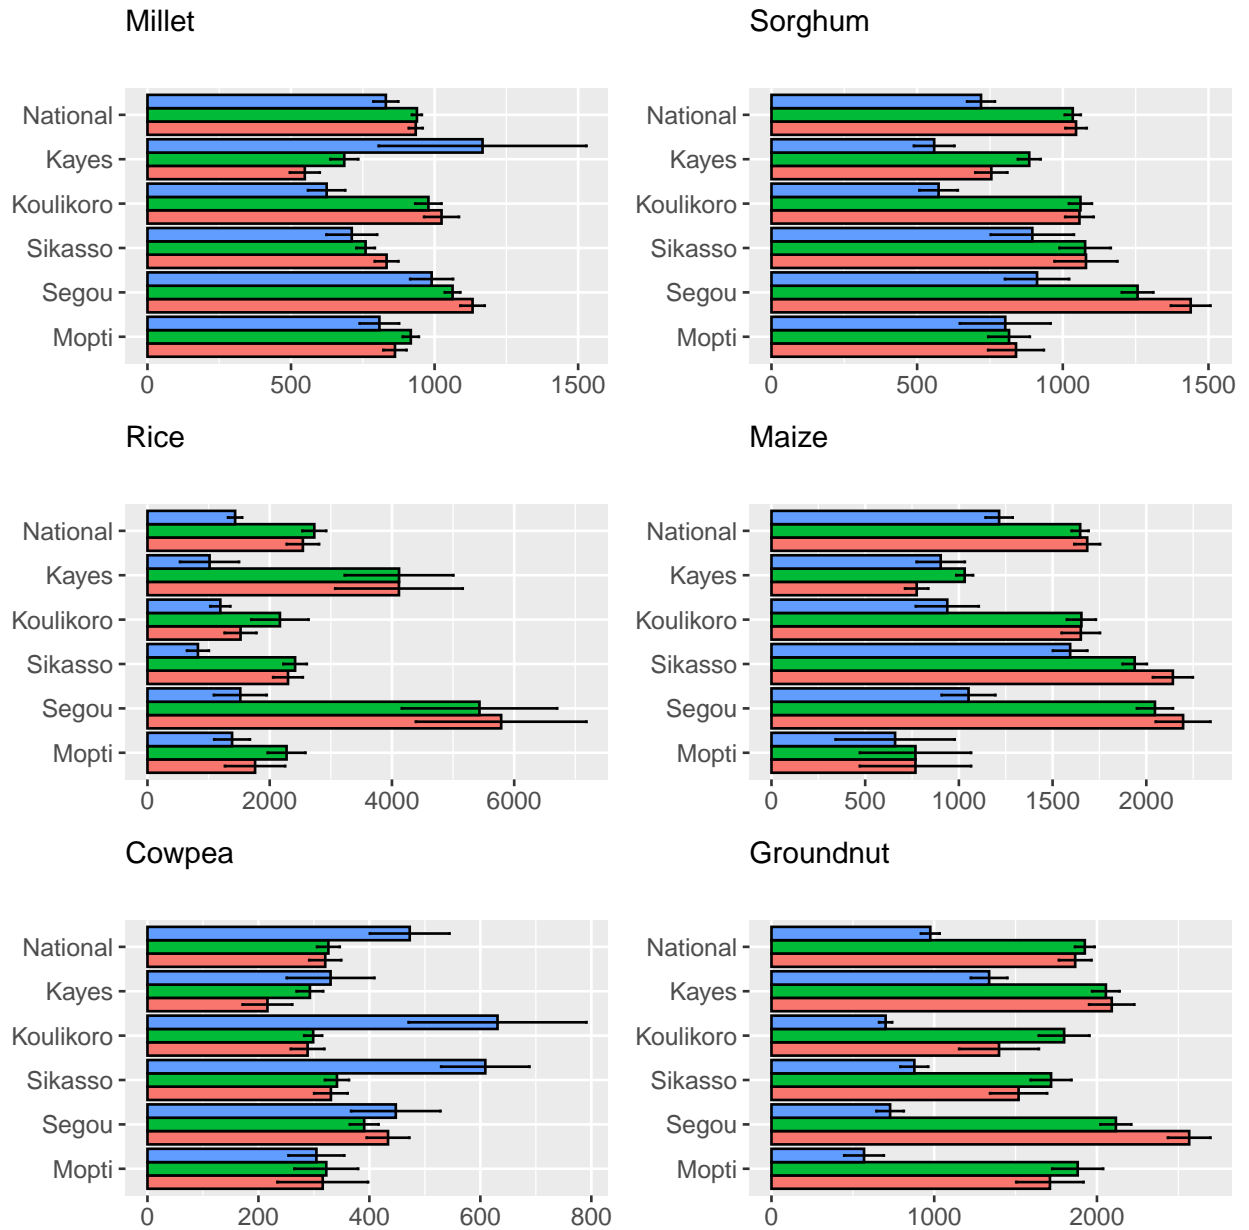 Millet
National
Kayes
Koulikoro
Sikasso
Segou
Mopti
0 500 1000 1500
Sorghum
National
Kayes
Koulikoro
Sikasso
Segou
Mopti
0 500 1000 1500
Rice
National
Kayes
Koulikoro
Sikasso
Segou
Mopti
0 2000 4000 6000
Maize
National
Kayes
Koulikoro
Sikasso
Segou
Mopti
0 500 1000 1500 2000
Cowpea
National
Kayes
Koulikoro
Sikasso
Segou
Mopti
0 200 400 600 800
Groundnut
National
Kayes
Koulikoro
Sikasso
Segou
Mopti
0 1000 2000